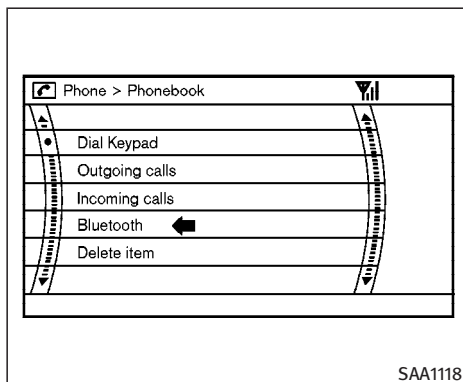 Phone > Phonebook
Dial Keypad
Outgoing calls
Incoming calls
Bluetooth
Delete item
SAA1118